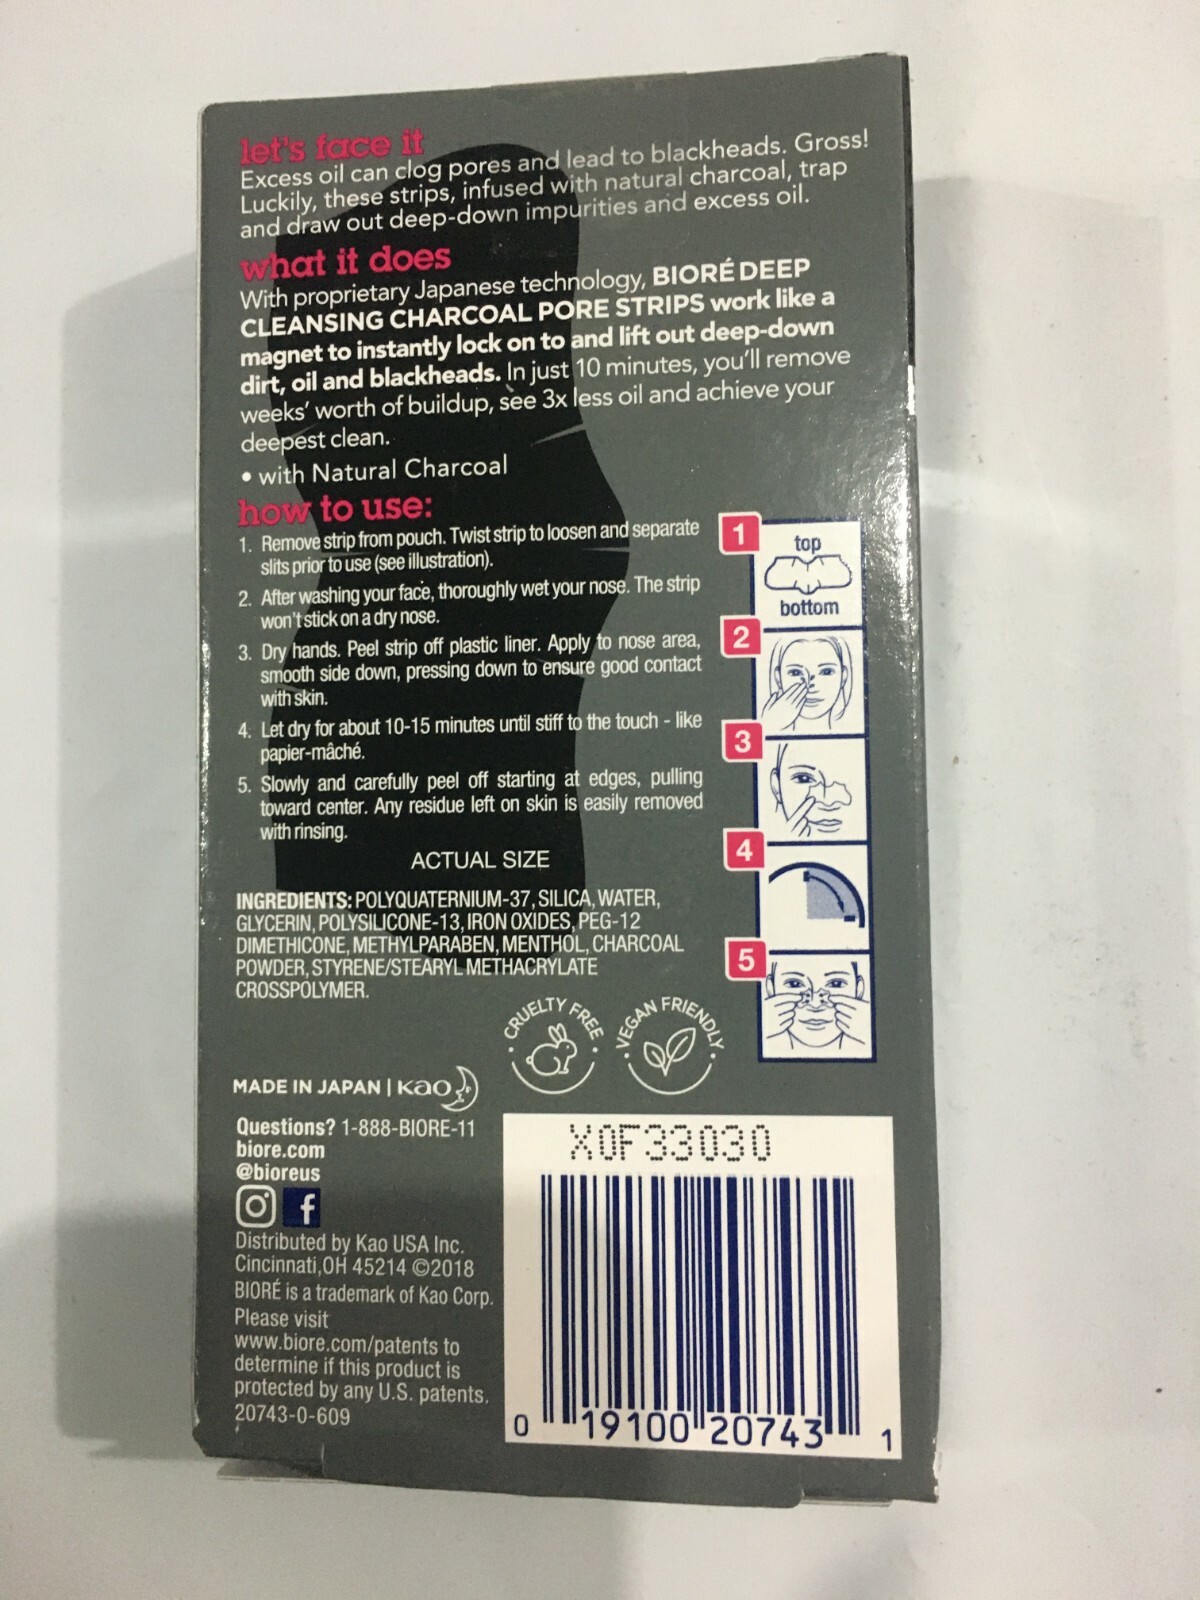 let's face it
Excess oil can clog pores and lead to blackheads. Gross!
Luckily, these strips, infused with natural charcoal, trap
and draw out deep-down impurities and excess oil.
what it does
With proprietary Japanese technology, BIORÉ DEEP
CLEANSING CHARCOAL PORE STRIPS work like a
magnet to instantly lock on to and lift out deep-down
dirt, oil and blackheads. In just 10 minutes, you'll remove
weeks' worth of buildup, see 3x less oil and achieve your
deepest clean.
• with Natural Charcoal
how to use:
1. Remove strip from pouch. Twist strip to loosen and separate
slits prior to use (see illustration).
2. After washing your face, thoroughly wet your nose. The strip
won't stick on a dry nose.
3. Dry hands. Peel strip off plastic liner. Apply to nose area,
smooth side down, pressing down to ensure good contact
with skin.
4. Let dry for about 10-15 minutes until stiff to the touch - like
papier-mâché.
5. Slowly and carefully peel off starting at edges, pulling
toward center. Any residue left on skin is easily removed
with rinsing.
1
top
bottom
2
3
4
5
ACTUAL SIZE
INGREDIENTS: POLYQUATERNIUM-37, SILICA, WATER,
GLYCERIN, POLYSILICONE-13, IRON OXIDES, PEG-12
DIMETHICONE, METHYLPARABEN, MENTHOL, CHARCOAL
POWDER, STYRENE/STEARYL METHACRYLATE
CROSSPOLYMER.
• CRUELTY FREE •
• VEGAN FRIENDLY •
MADE IN JAPAN | Kao
Questions? 1-888-BIORE-11
biore.com
@bioreus
f
Distributed by Kao USA Inc.
Cincinnati,OH 45214 ©2018
BIORÉ is a trademark of Kao Corp.
Please visit
www.biore.com/patents to
determine if this product is
protected by any U.S. patents.
20743-0-609
X0F33030
0 19100 20743 1